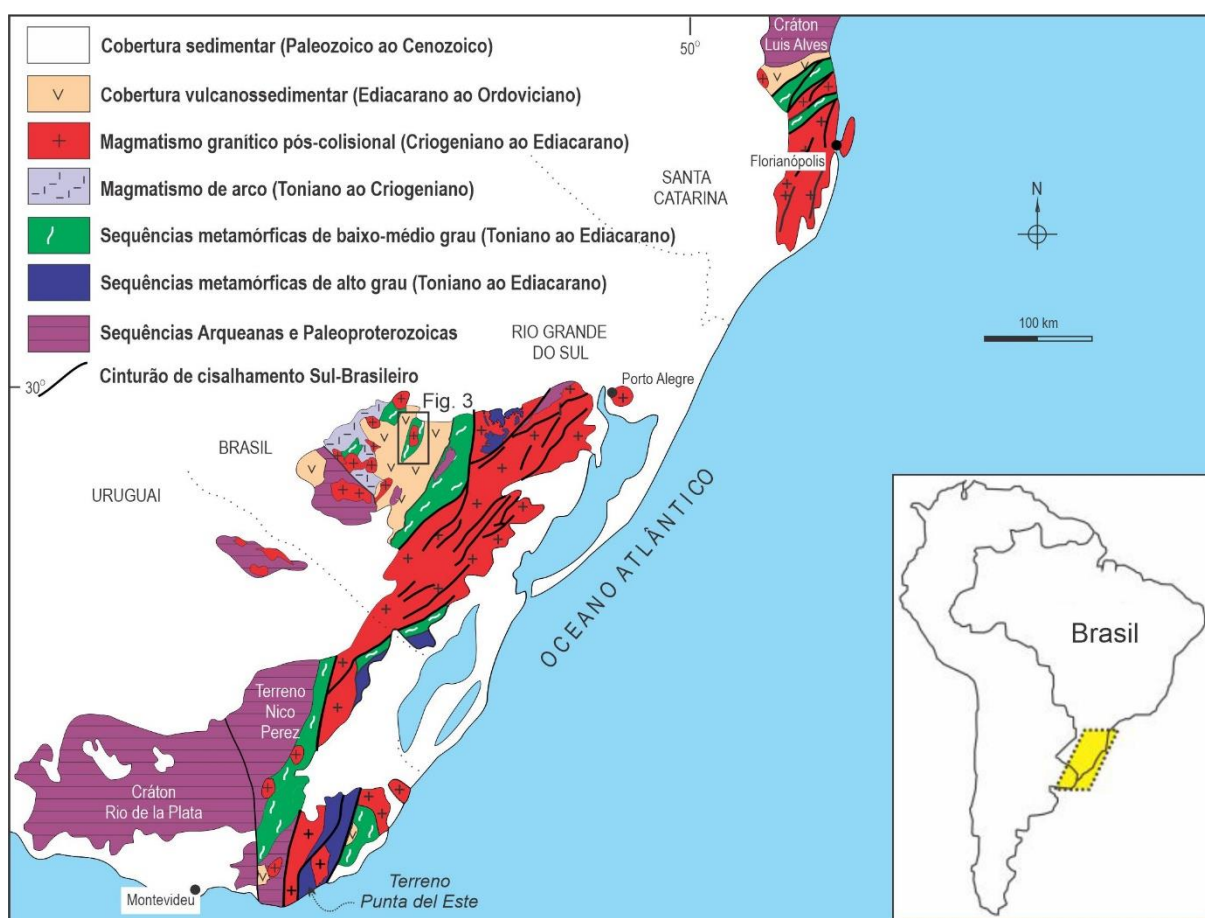 Cobertura sedimentar (Paleozoico ao Cenozoico)
Cobertura vulcanossedimentar (Ediacarano ao Ordoviciano)
Magmatismo granítico pós-colisional (Criogeniano ao Ediacarano)
Magmatismo de arco (Toniano ao Criogeniano)
Sequências metamórficas de baixo-médio grau (Toniano ao Ediacarano)
Sequências metamórficas de alto grau (Toniano ao Ediacarano)
Sequências Arqueanas e Paleoproterozoicas
Cinturão de cisalhamento Sul-Brasileiro
50°
Cráton
Luis Alves
Florianópolis
SANTA
CATARINA
N
100 km
RIO GRANDE
DO SUL
Porto Alegre
30°
Fig. 3
BRASIL
URUGUAI
OCEANO ATLÂNTICO
Terreno
Nico
Perez
Cráton
Rio de la Plata
Montevideu
Terreno
Punta del Este
Brasil